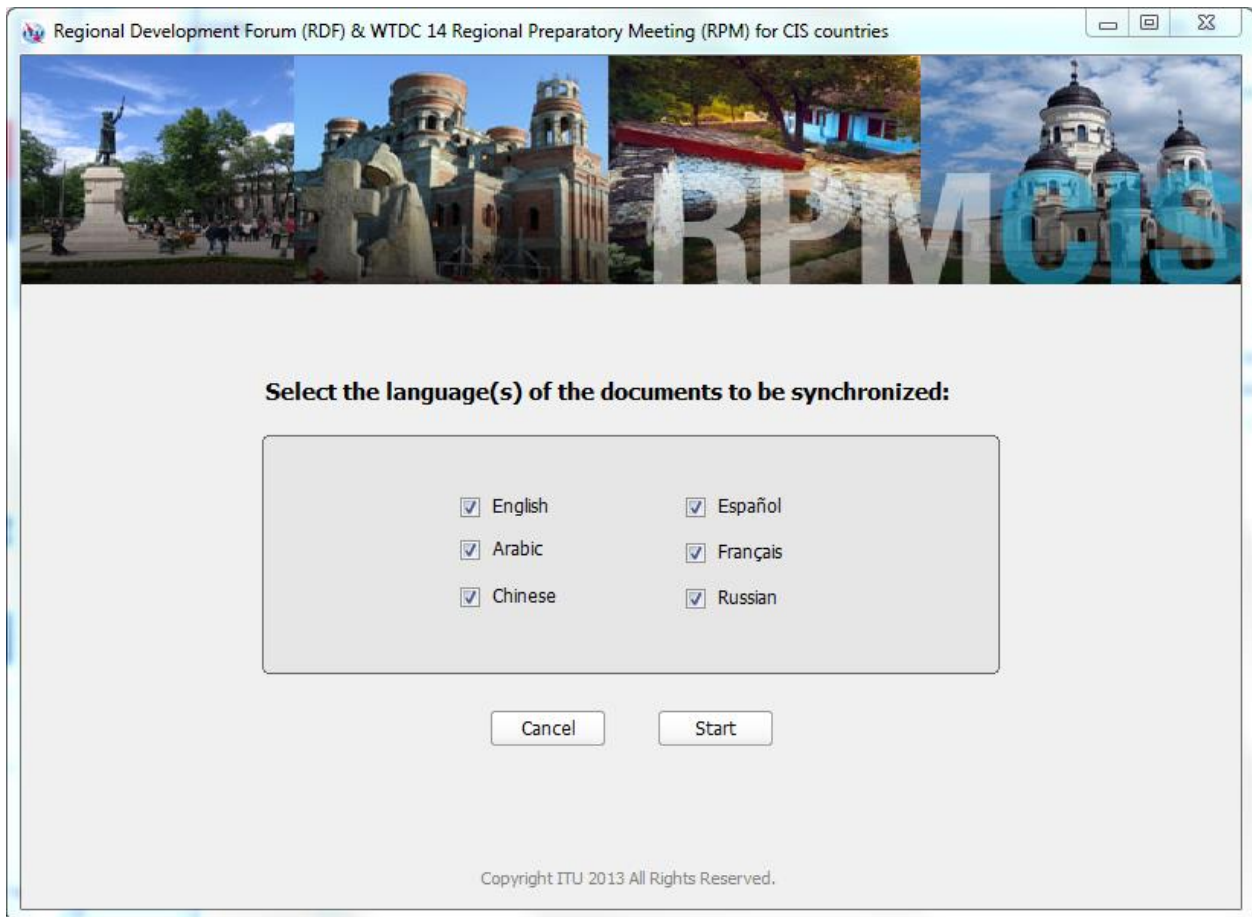 Regional Development Forum (RDF) & WTDC 14 Regional Preparatory Meeting (RPM) for CIS countries
RPMCIS
Select the language(s) of the documents to be synchronized:
English Español
Arabic Français
Chinese Russian
Cancel Start
Copyright ITU 2013 All Rights Reserved.